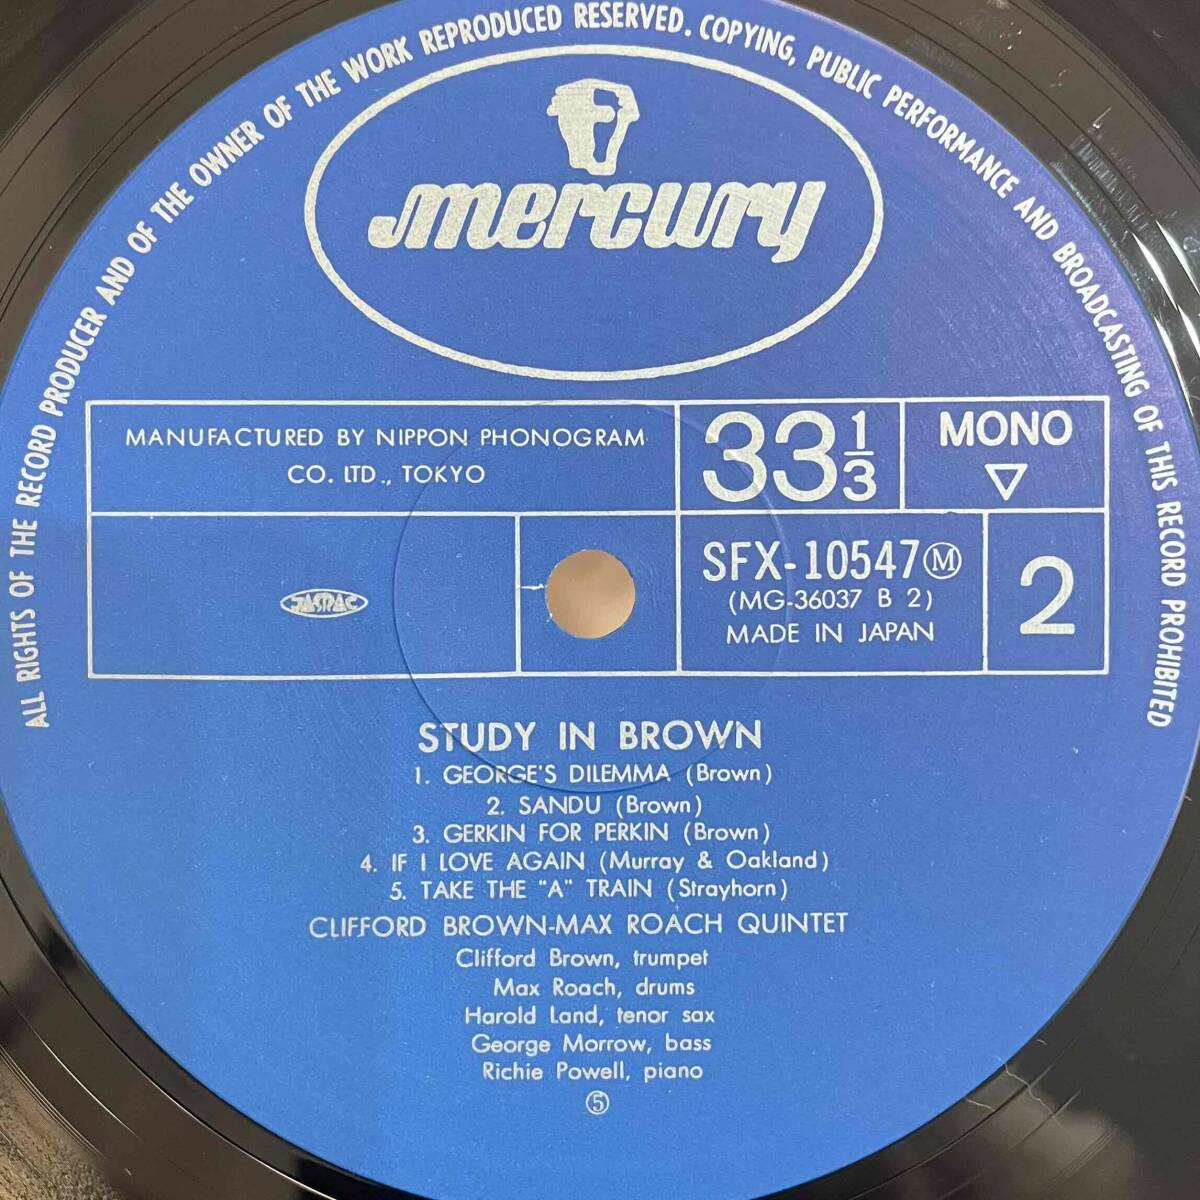 ALL RIGHTS OF THE RECORD PRODUCER AND OF THE OWNER OF THE WORK REPRODUCED RESERVED. COPYING, PUBLIC PERFORMANCE AND BROADCASTING OF THIS RECORD PROHIBITED
mercury
MANUFACTURED BY NIPPON PHONOGRAM
CO. LTD., TOKYO
33 1/3
MONO
▽
JASRAC
SFX-10547Ⓜ
(MG-36037 B 2)
MADE IN JAPAN
2
STUDY IN BROWN
1. GEORGE'S DILEMMA (Brown)
2. SANDU (Brown)
3. GERKIN FOR PERKIN (Brown)
4. IF I LOVE AGAIN (Murray & Oakland)
5. TAKE THE "A" TRAIN (Strayhorn)
CLIFFORD BROWN-MAX ROACH QUINTET
Clifford Brown, trumpet
Max Roach, drums
Harold Land, tenor sax
George Morrow, bass
Richie Powell, piano
⑤